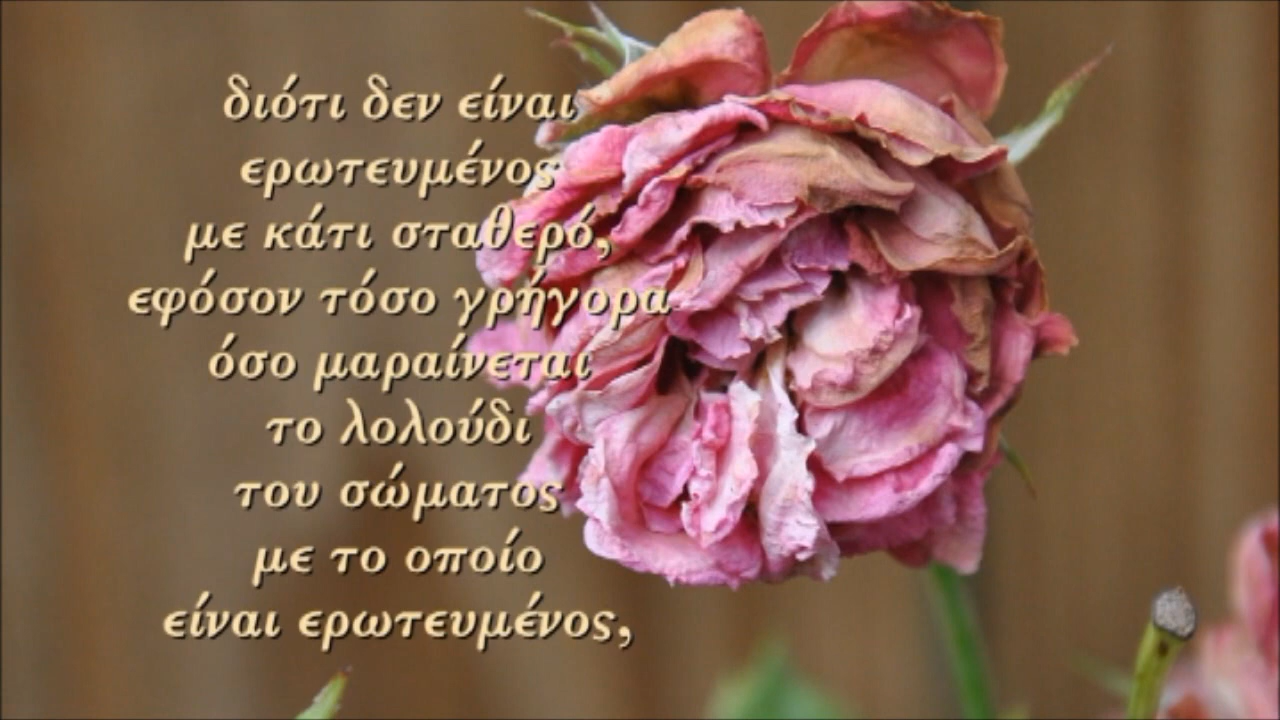 διότι δεν είναι
ερωτευμένος
με κάτι σταθερό,
εφόσον τόσο γρήγορα
όσο μαραίνεται
το λολούδι
του σώματος
με το οποίο
είναι ερωτευμένος,